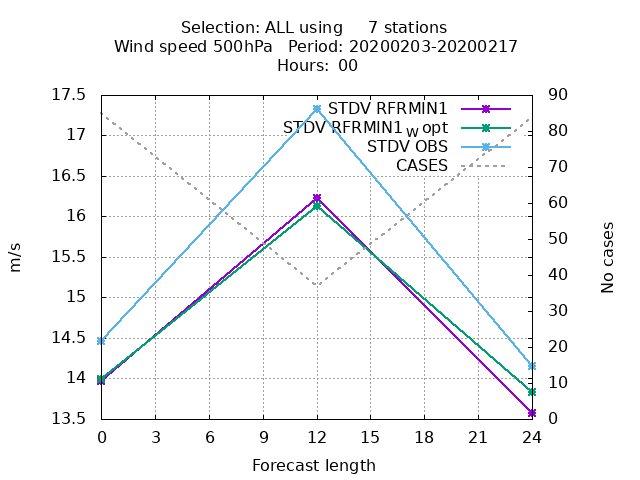 Selection: ALL using     7 stations
Wind speed 500hPa   Period: 20200203-20200217
Hours: 00
17.5
17
16.5
16
15.5
15
14.5
14
13.5
m/s
STDV RFRMIN1
STDV RFRMIN1wopt
STDV OBS
CASES
90
80
70
60
50
40
30
20
10
0
No cases
0 3 6 9 12 15 18 21 24
Forecast length